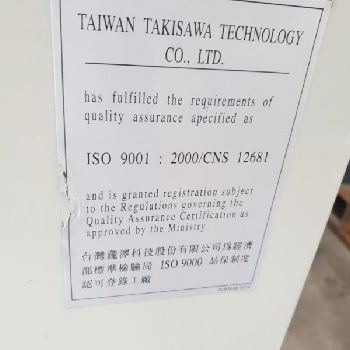 TAIWAN TAKISAWA TECHNOLOGY
CO., LTD.
has fulfilled the requirements of
quality assurance apecified as
ISO 9001 : 2000/CNS 12681
and is granted registration subject
to the Regulations governing the
Quality Assurance Certification as
approved by the Ministry
台灣瀧澤科技股份有限公司為經濟
部標準檢驗局 ISO 9000 品保制度
認可登錄工廠